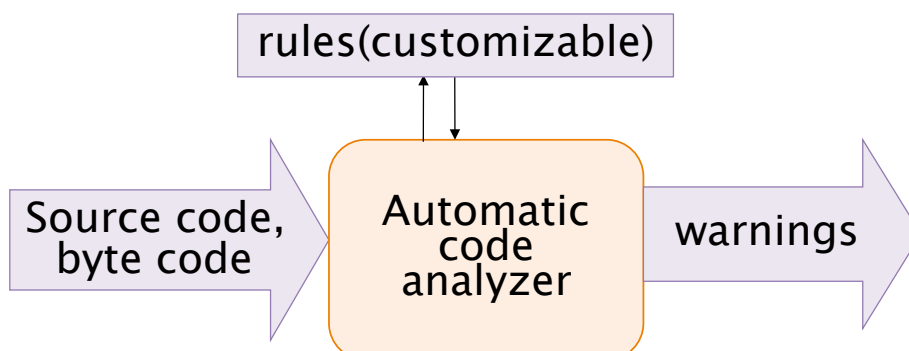 rules(customizable)
Source code,
byte code
Automatic
code
analyzer
warnings